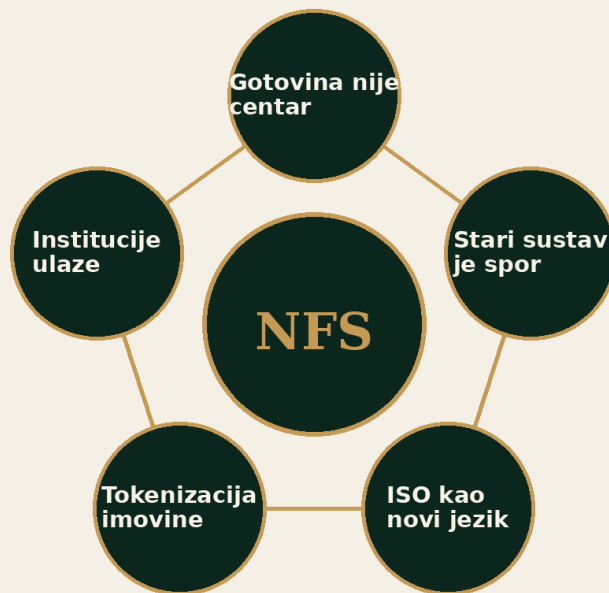 Gotovina nije
centar
Institucije
ulaze
Stari sustav
je spor
NFS
Tokenizacija
imovine
ISO kao
novi jezik